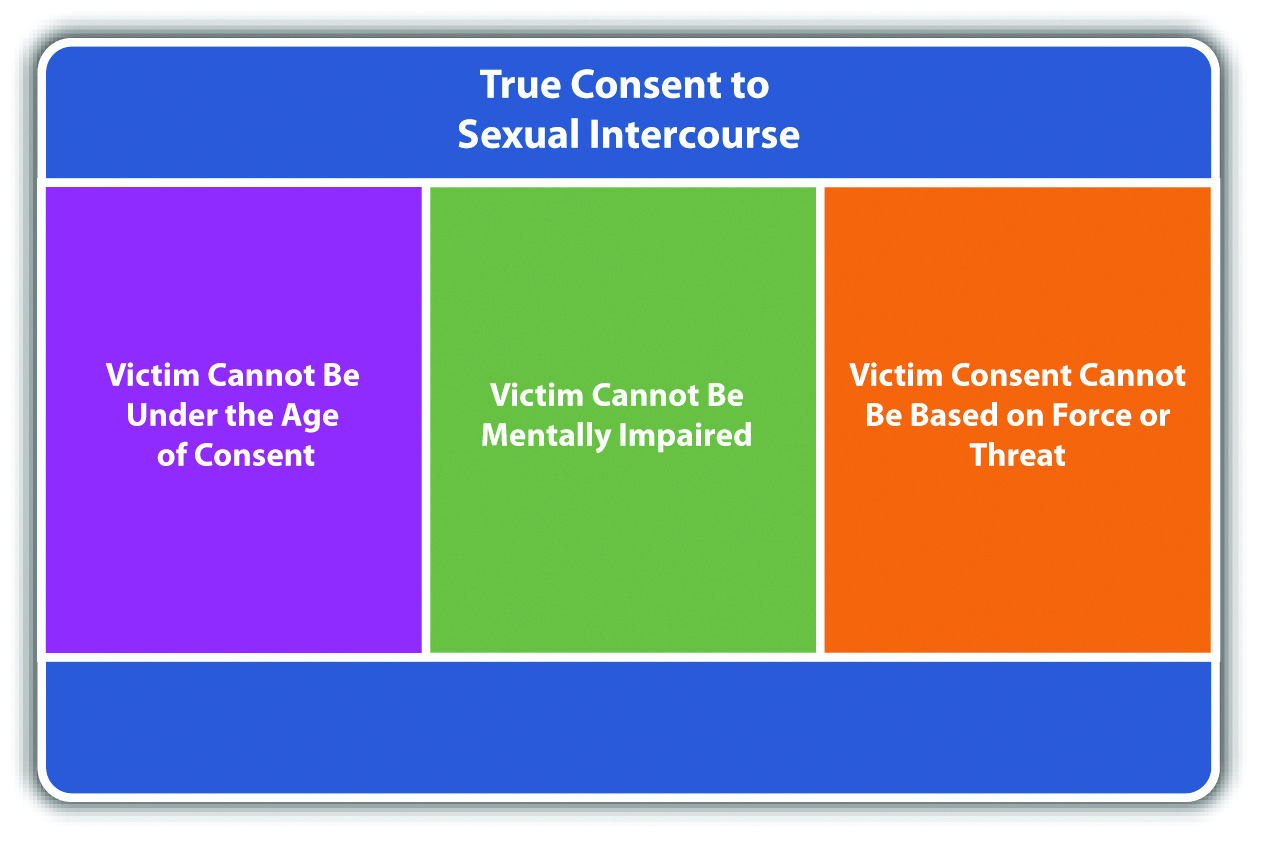 True Consent to
Sexual Intercourse
Victim Cannot Be
Under the Age
of Consent
Victim Cannot Be
Mentally Impaired
Victim Consent Cannot
Be Based on Force or
Threat